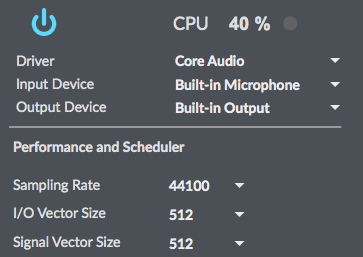 CPU 40 %
Driver Core Audio
Input Device Built-in Microphone
Output Device Built-in Output
Performance and Scheduler
Sampling Rate 44100
I/O Vector Size 512
Signal Vector Size 512